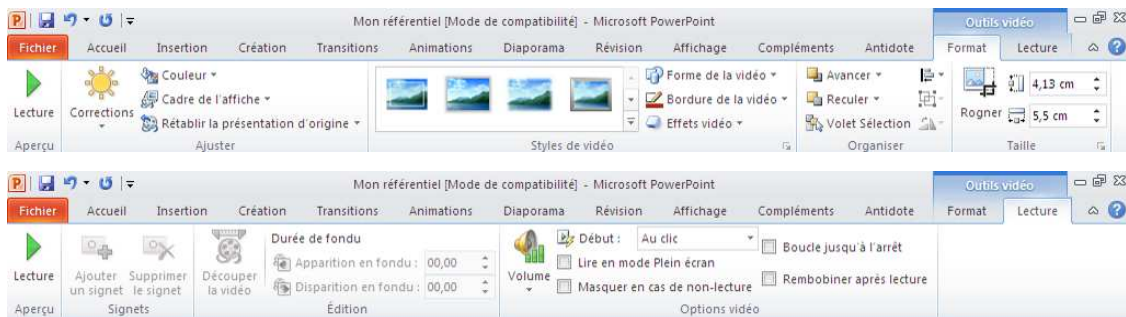 Mon référentiel [Mode de compatibilité] - Microsoft PowerPoint
Outils vidéo
Fichier Accueil Insertion Création Transitions Animations Diaporama Révision Affichage Compléments Antidote Format Lecture
Couleur
Cadre de l'affiche
Rétablir la présentation d'origine
Lecture
Corrections
Forme de la vidéo
Bordure de la vidéo
Effets vidéo
Avancer
Reculer
Volet Sélection
Rogner
4,13 cm
5,5 cm
Aperçu Ajuster Styles de vidéo Organiser Taille
Mon référentiel [Mode de compatibilité] - Microsoft PowerPoint
Outils vidéo
Fichier Accueil Insertion Création Transitions Animations Diaporama Révision Affichage Compléments Antidote Format Lecture
Lecture
Ajouter
un signet
Supprimer
le signet
Découper
la vidéo
Durée de fondu
Apparition en fondu : 00,00
Disparition en fondu : 00,00
Volume
Début : Au clic
Lire en mode Plein écran
Masquer en cas de non-lecture
Boucle jusqu'à l'arrêt
Rembobiner après lecture
Aperçu Signets Édition Options vidéo